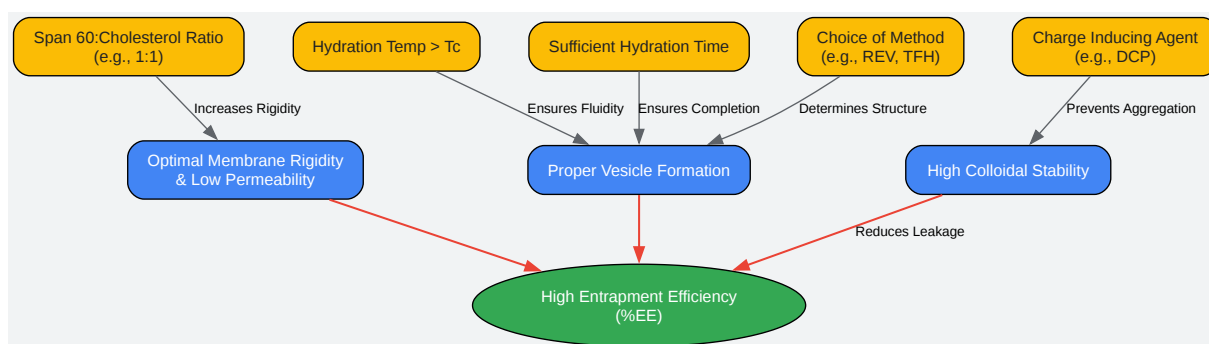 Span 60:Cholesterol Ratio
(e.g., 1:1)
Hydration Temp > Tc
Sufficient Hydration Time
Choice of Method
(e.g., REV, TFH)
Charge Inducing Agent
(e.g., DCP)
Increases Rigidity
Ensures Fluidity
Ensures Completion
Determines Structure
Prevents Aggregation
Optimal Membrane Rigidity
& Low Permeability
Proper Vesicle Formation
High Colloidal Stability
Reduces Leakage
High Entrapment Efficiency
(%EE)